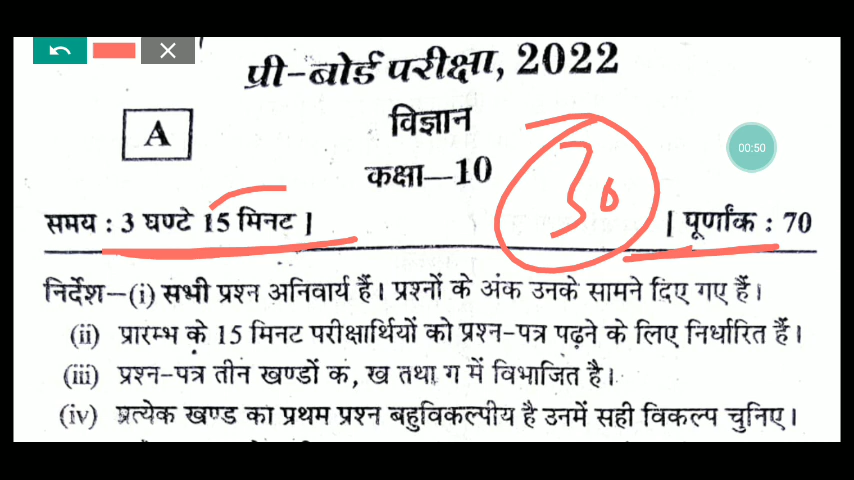 प्री-बोर्ड परीक्षा, 2022
A
विज्ञान
00:50
कक्षा—10
30
समय : 3 घण्टे 15 मिनट ]
[ पूर्णांक : 70
निर्देश—(i) सभी प्रश्न अनिवार्य हैं। प्रश्नों के अंक उनके सामने दिए गए हैं।
(ii) प्रारम्भ के 15 मिनट परीक्षार्थियों को प्रश्न-पत्र पढ़ने के लिए निर्धारित हैं।
(iii) प्रश्न-पत्र तीन खण्डों क, ख तथा ग में विभाजित है।
(iv) प्रत्येक खण्ड का प्रथम प्रश्न बहुविकल्पीय है उनमें सही विकल्प चुनिए।